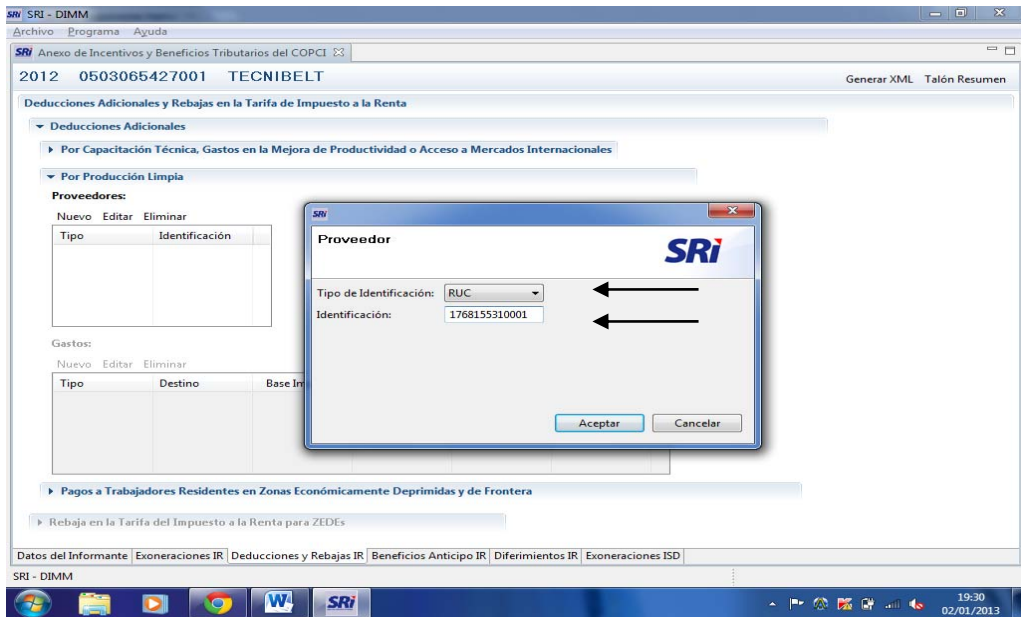 SRi SRI - DIMM
Archivo Programa Ayuda
SRi Anexo de Incentivos y Beneficios Tributarios del COPCI
2012 0503065427001 TECNIBELT Generar XML Talón Resumen
Deducciones Adicionales y Rebajas en la Tarifa de Impuesto a la Renta
Deducciones Adicionales
Por Capacitación Técnica, Gastos en la Mejora de Productividad o Acceso a Mercados Internacionales
Por Producción Limpia
Proveedores:
Nuevo Editar Eliminar
Tipo Identificación
SRi
Proveedor
SRi
Tipo de Identificación: RUC
Identificación: 1768155310001
Aceptar Cancelar
Gastos:
Nuevo Editar Eliminar
Tipo Destino Base Im
Pagos a Trabajadores Residentes en Zonas Económicamente Deprimidas y de Frontera
Rebaja en la Tarifa del Impuesto a la Renta para ZEDEs
Datos del Informante Exoneraciones IR Deducciones y Rebajas IR Beneficios Anticipo IR Diferimientos IR Exoneraciones ISD
SRI - DIMM
W SRi
19:30
02/01/2013